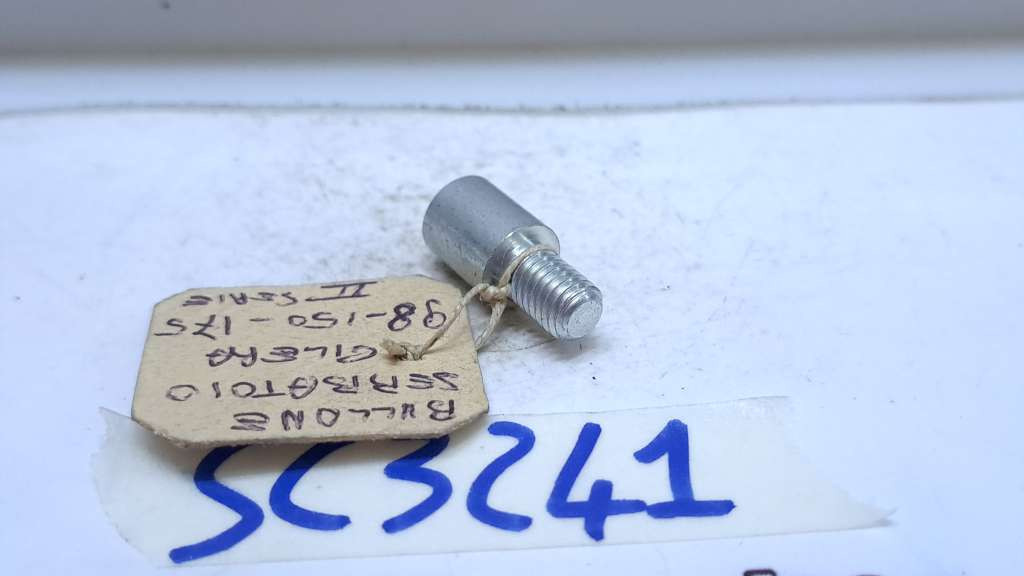 BULLONE
SERBATOIO
GILERA
98-150-175
II SERIE
SC3241